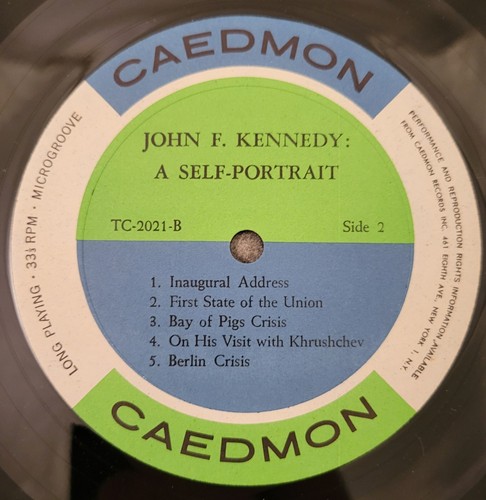 CAEDMON
JOHN F. KENNEDY:
A SELF-PORTRAIT
TC-2021-B Side 2
1. Inaugural Address
2. First State of the Union
3. Bay of Pigs Crisis
4. On His Visit with Khrushchev
5. Berlin Crisis
LONG PLAYING · 33⅓ RPM · MICROGROOVE
PERFORMANCE AND REPRODUCTION RIGHTS INFORMATION AVAILABLE
FROM CAEDMON RECORDS INC. 461 EIGHTH AVE., NEW YORK 1, N.Y.
CAEDMON